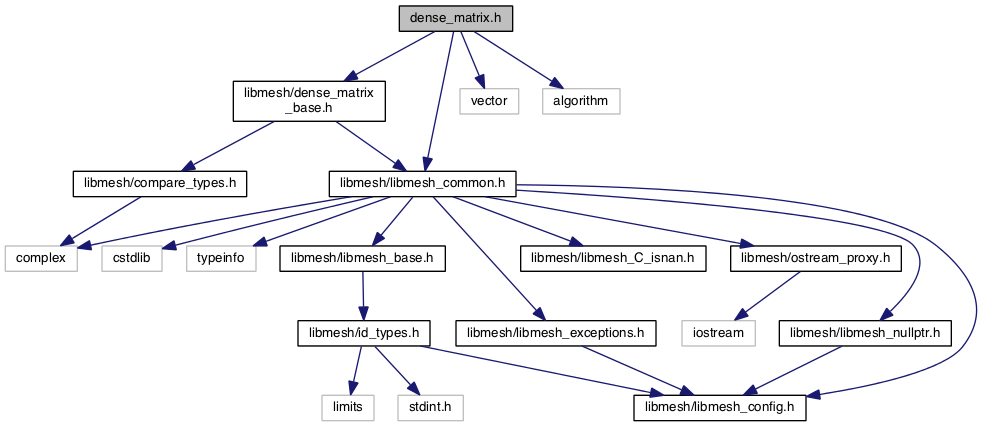 dense_matrix.h
libmesh/dense_matrix
_base.h
vector
algorithm
libmesh/compare_types.h
libmesh/libmesh_common.h
complex
cstdlib
typeinfo
libmesh/libmesh_base.h
libmesh/libmesh_C_isnan.h
libmesh/ostream_proxy.h
libmesh/id_types.h
libmesh/libmesh_exceptions.h
iostream
libmesh/libmesh_nullptr.h
limits
stdint.h
libmesh/libmesh_config.h